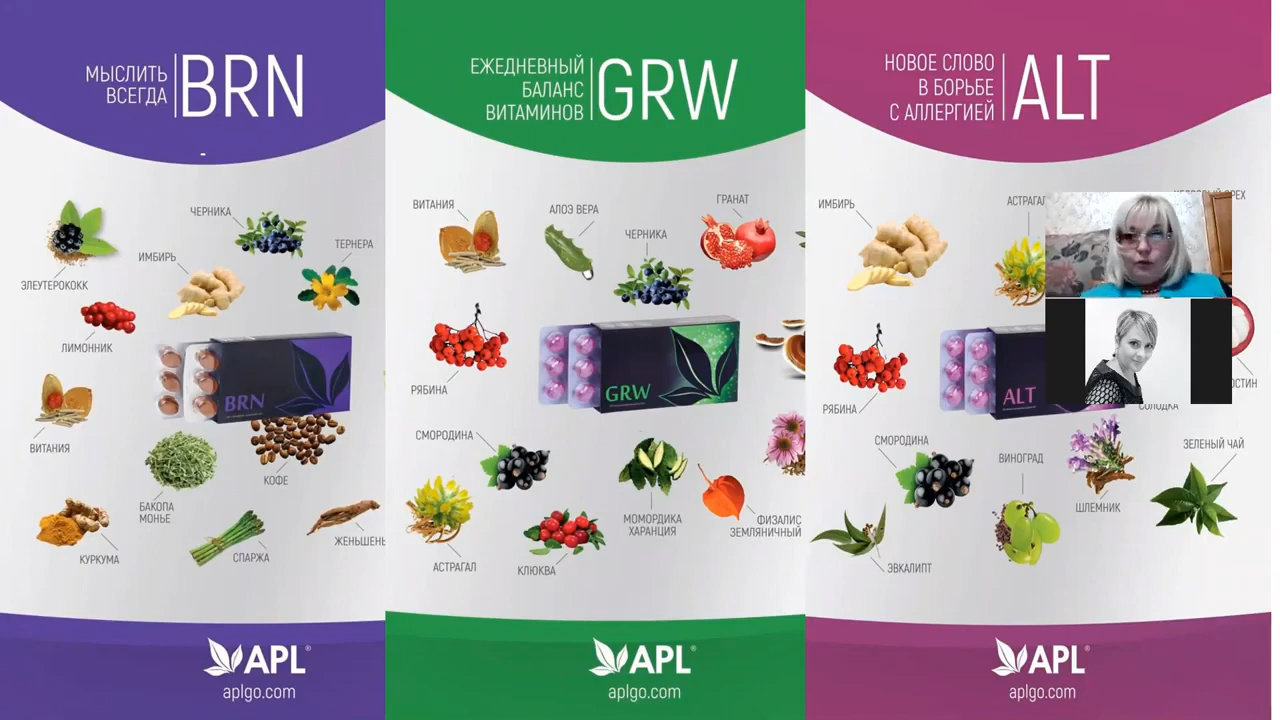 МЫСЛИТЬ
ВСЕГДА
BRN
ЧЕРНИКА
ТЕРНЕРА
ИМБИРЬ
ЭЛЕУТЕРОКОКК
ЛИМОННИК
BRN
ВИТАНИЯ
КОФЕ
БАКОПА
МОНЬЕ
ЖЕНЬШЕНЬ
КУРКУМА
СПАРЖА
APL®
aplgo.com
ЕЖЕДНЕВНЫЙ
БАЛАНС
ВИТАМИНОВ
GRW
ВИТАНИЯ
АЛОЭ ВЕРА
ГРАНАТ
ЧЕРНИКА
РЯБИНА
GRW
СМОРОДИНА
МОМОРДИКА
ХАРАНЦИЯ
ФИЗАЛИС
ЗЕМЛЯНИЧНЫЙ
АСТРАГАЛ
КЛЮКВА
APL®
aplgo.com
НОВОЕ СЛОВО
В БОРЬБЕ
С АЛЛЕРГИЕЙ
ALT
ИМБИРЬ
АСТРАГАЛ
РЯБИНА
ALT
СОЛОДКА
СМОРОДИНА
ВИНОГРАД
ЗЕЛЕНЫЙ ЧАЙ
ШЛЕМНИК
ЭВКАЛИПТ
APL®
aplgo.com